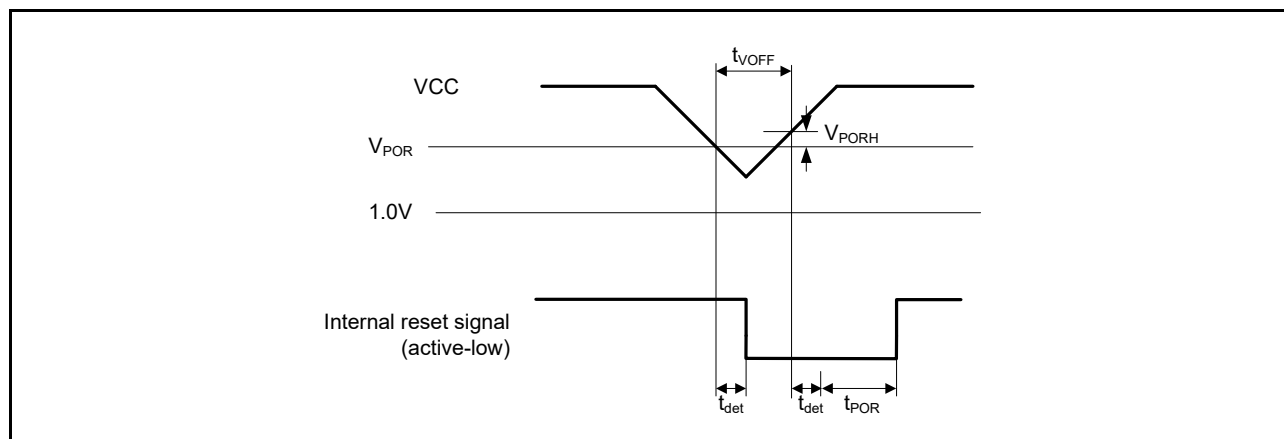 tVOFF
VCC
VPORH
VPOR
1.0V
Internal reset signal
(active-low)
tdet
tdet
tPOR